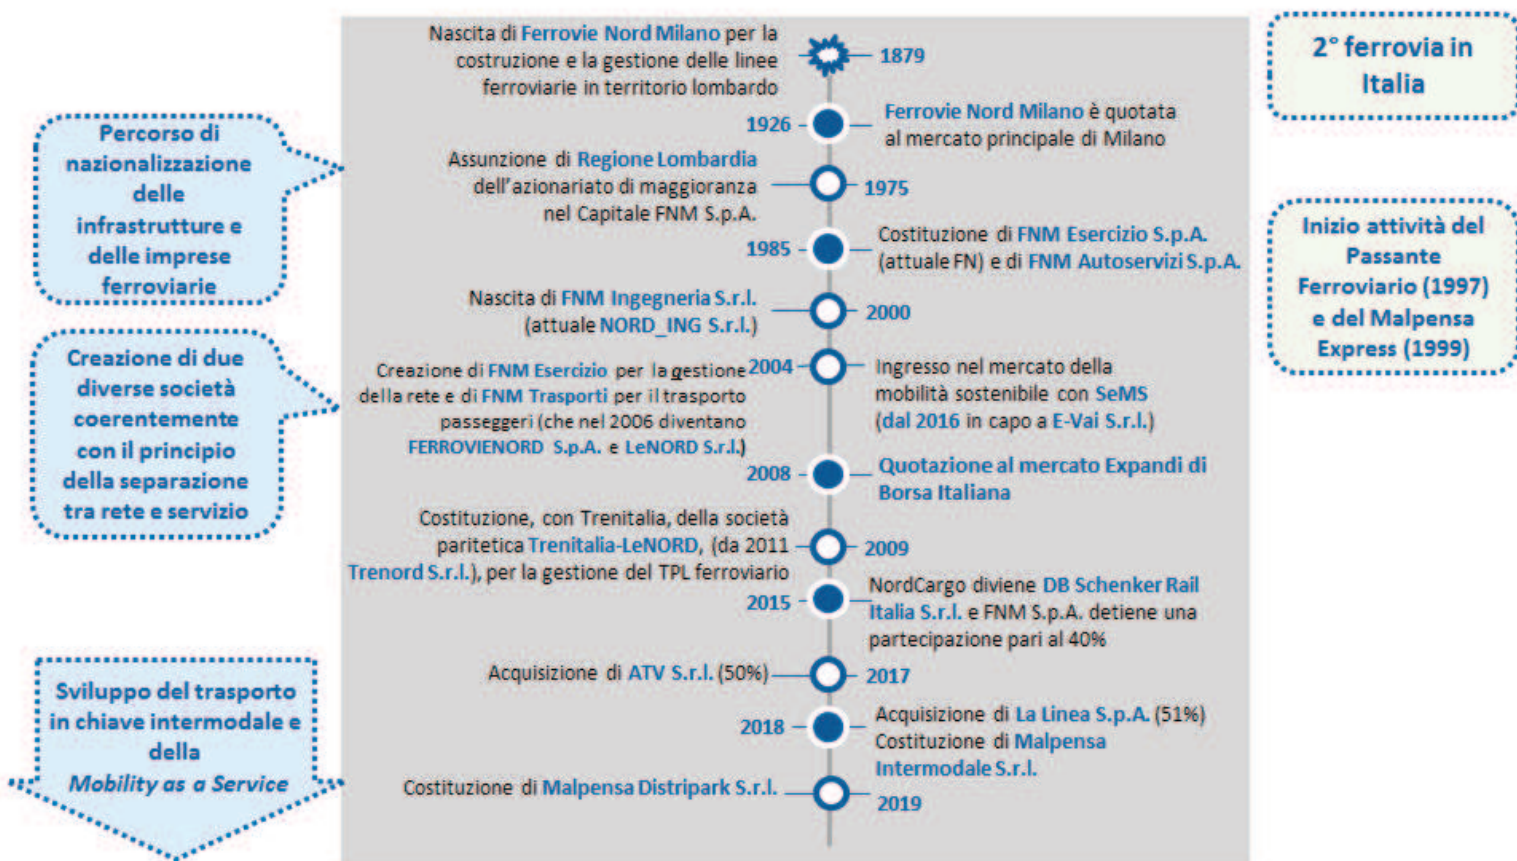 Nascita di Ferrovie Nord Milano per la
costruzione e la gestione delle linee
ferroviarie in territorio lombardo
1879
2° ferrovia in
Italia
1926
Ferrovie Nord Milano è quotata
al mercato principale di Milano
Percorso di
nazionalizzazione
delle
infrastrutture e
delle imprese
ferroviarie
Assunzione di Regione Lombardia
dell'azionariato di maggioranza
nel Capitale FNM S.p.A.
1975
1985
Costituzione di FNM Esercizio S.p.A.
(attuale FN) e di FNM Autoservizi S.p.A.
Inizio attività del
Passante
Ferroviario (1997)
e del Malpensa
Express (1999)
Nascita di FNM Ingegneria S.r.l.
(attuale NORD_ING S.r.l.)
2000
Creazione di due
diverse società
coerentemente
con il principio
della separazione
tra rete e servizio
Creazione di FNM Esercizio per la gestione
della rete e di FNM Trasporti per il trasporto
passeggeri (che nel 2006 diventano
FERROVIENORD S.p.A. e LeNORD S.r.l.)
2004
Ingresso nel mercato della
mobilità sostenibile con SeMS
(dal 2016 in capo a E-Vai S.r.l.)
2008
Quotazione al mercato Expandi di
Borsa Italiana
Costituzione, con Trenitalia, della società
paritetica Trenitalia-LeNORD, (da 2011
Trenord S.r.l.), per la gestione del TPL ferroviario
2009
2015
NordCargo diviene DB Schenker Rail
Italia S.r.l. e FNM S.p.A. detiene una
partecipazione pari al 40%
Acquisizione di ATV S.r.l. (50%)
2017
Sviluppo del trasporto
in chiave intermodale e
della
Mobility as a Service
2018
Acquisizione di La Linea S.p.A. (51%)
Costituzione di Malpensa
Intermodale S.r.l.
Costituzione di Malpensa Distripark S.r.l.
2019